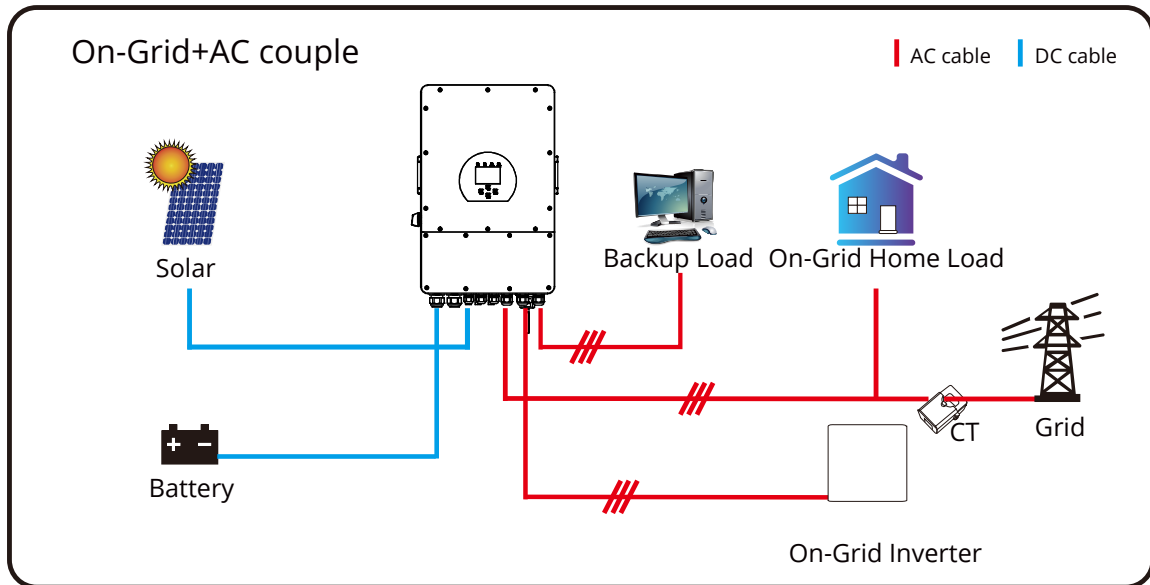 On-Grid+AC couple
AC cable
DC cable
Solar
Backup Load
On-Grid Home Load
CT
Grid
Battery
On-Grid Inverter